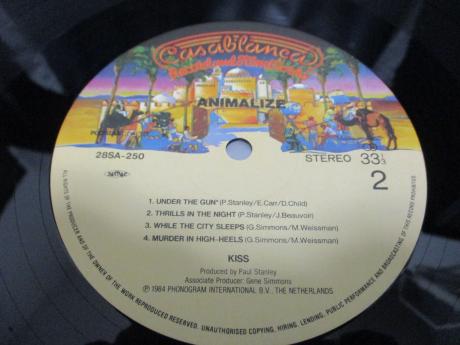 Casablanca
Record and FilmWorks
ANIMALIZE
28SA-250
STEREO 33 1/3
2
1. UNDER THE GUN* (P.Stanley/E.Carr/D.Child)
2. THRILLS IN THE NIGHT (P.Stanley/J.Beauvoir)
3. WHILE THE CITY SLEEPS (G.Simmons/M.Weissman)
4. MURDER IN HIGH-HEELS (G.Simmons/M.Weissman)
KISS
Produced by Paul Stanley
Associate Producer: Gene Simmons
Ⓟ 1984 PHONOGRAM INTERNATIONAL B.V., THE NETHERLANDS
ALL RIGHTS OF THE PRODUCER AND OF THE OWNER OF THE WORK REPRODUCED RESERVED. UNAUTHORISED COPYING, HIRING, LENDING, PUBLIC PERFORMANCE AND BROADCASTING OF THIS RECORD PROHIBITED